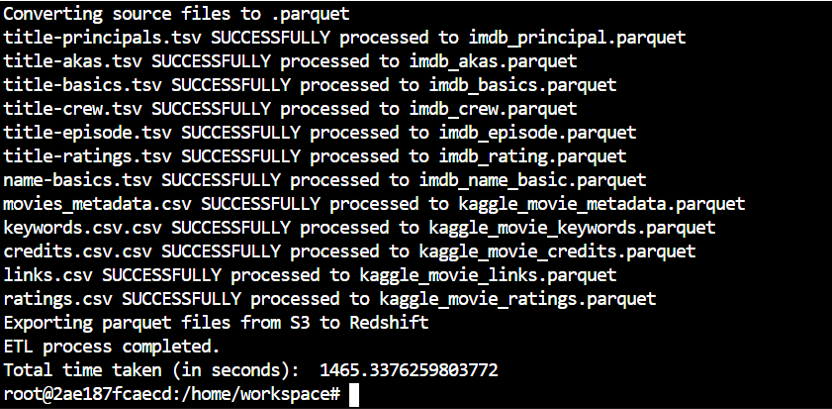 Converting source files to .parquet
title-principals.tsv SUCCESSFULLY processed to imdb_principal.parquet
title-akas.tsv SUCCESSFULLY processed to imdb_akas.parquet
title-basics.tsv SUCCESSFULLY processed to imdb_basics.parquet
title-crew.tsv SUCCESSFULLY processed to imdb_crew.parquet
title-episode.tsv SUCCESSFULLY processed to imdb_episode.parquet
title-ratings.tsv SUCCESSFULLY processed to imdb_rating.parquet
name-basics.tsv SUCCESSFULLY processed to imdb_name_basic.parquet
movies_metadata.csv SUCCESSFULLY processed to kaggle_movie_metadata.parquet
keywords.csv.csv SUCCESSFULLY processed to kaggle_movie_keywords.parquet
credits.csv.csv SUCCESSFULLY processed to kaggle_movie_credits.parquet
links.csv SUCCESSFULLY processed to kaggle_movie_links.parquet
ratings.csv SUCCESSFULLY processed to kaggle_movie_ratings.parquet
Exporting parquet files from S3 to Redshift
ETL process completed.
Total time taken (in seconds):  1465.3376259803772
root@2ae187fcaecd:/home/workspace#